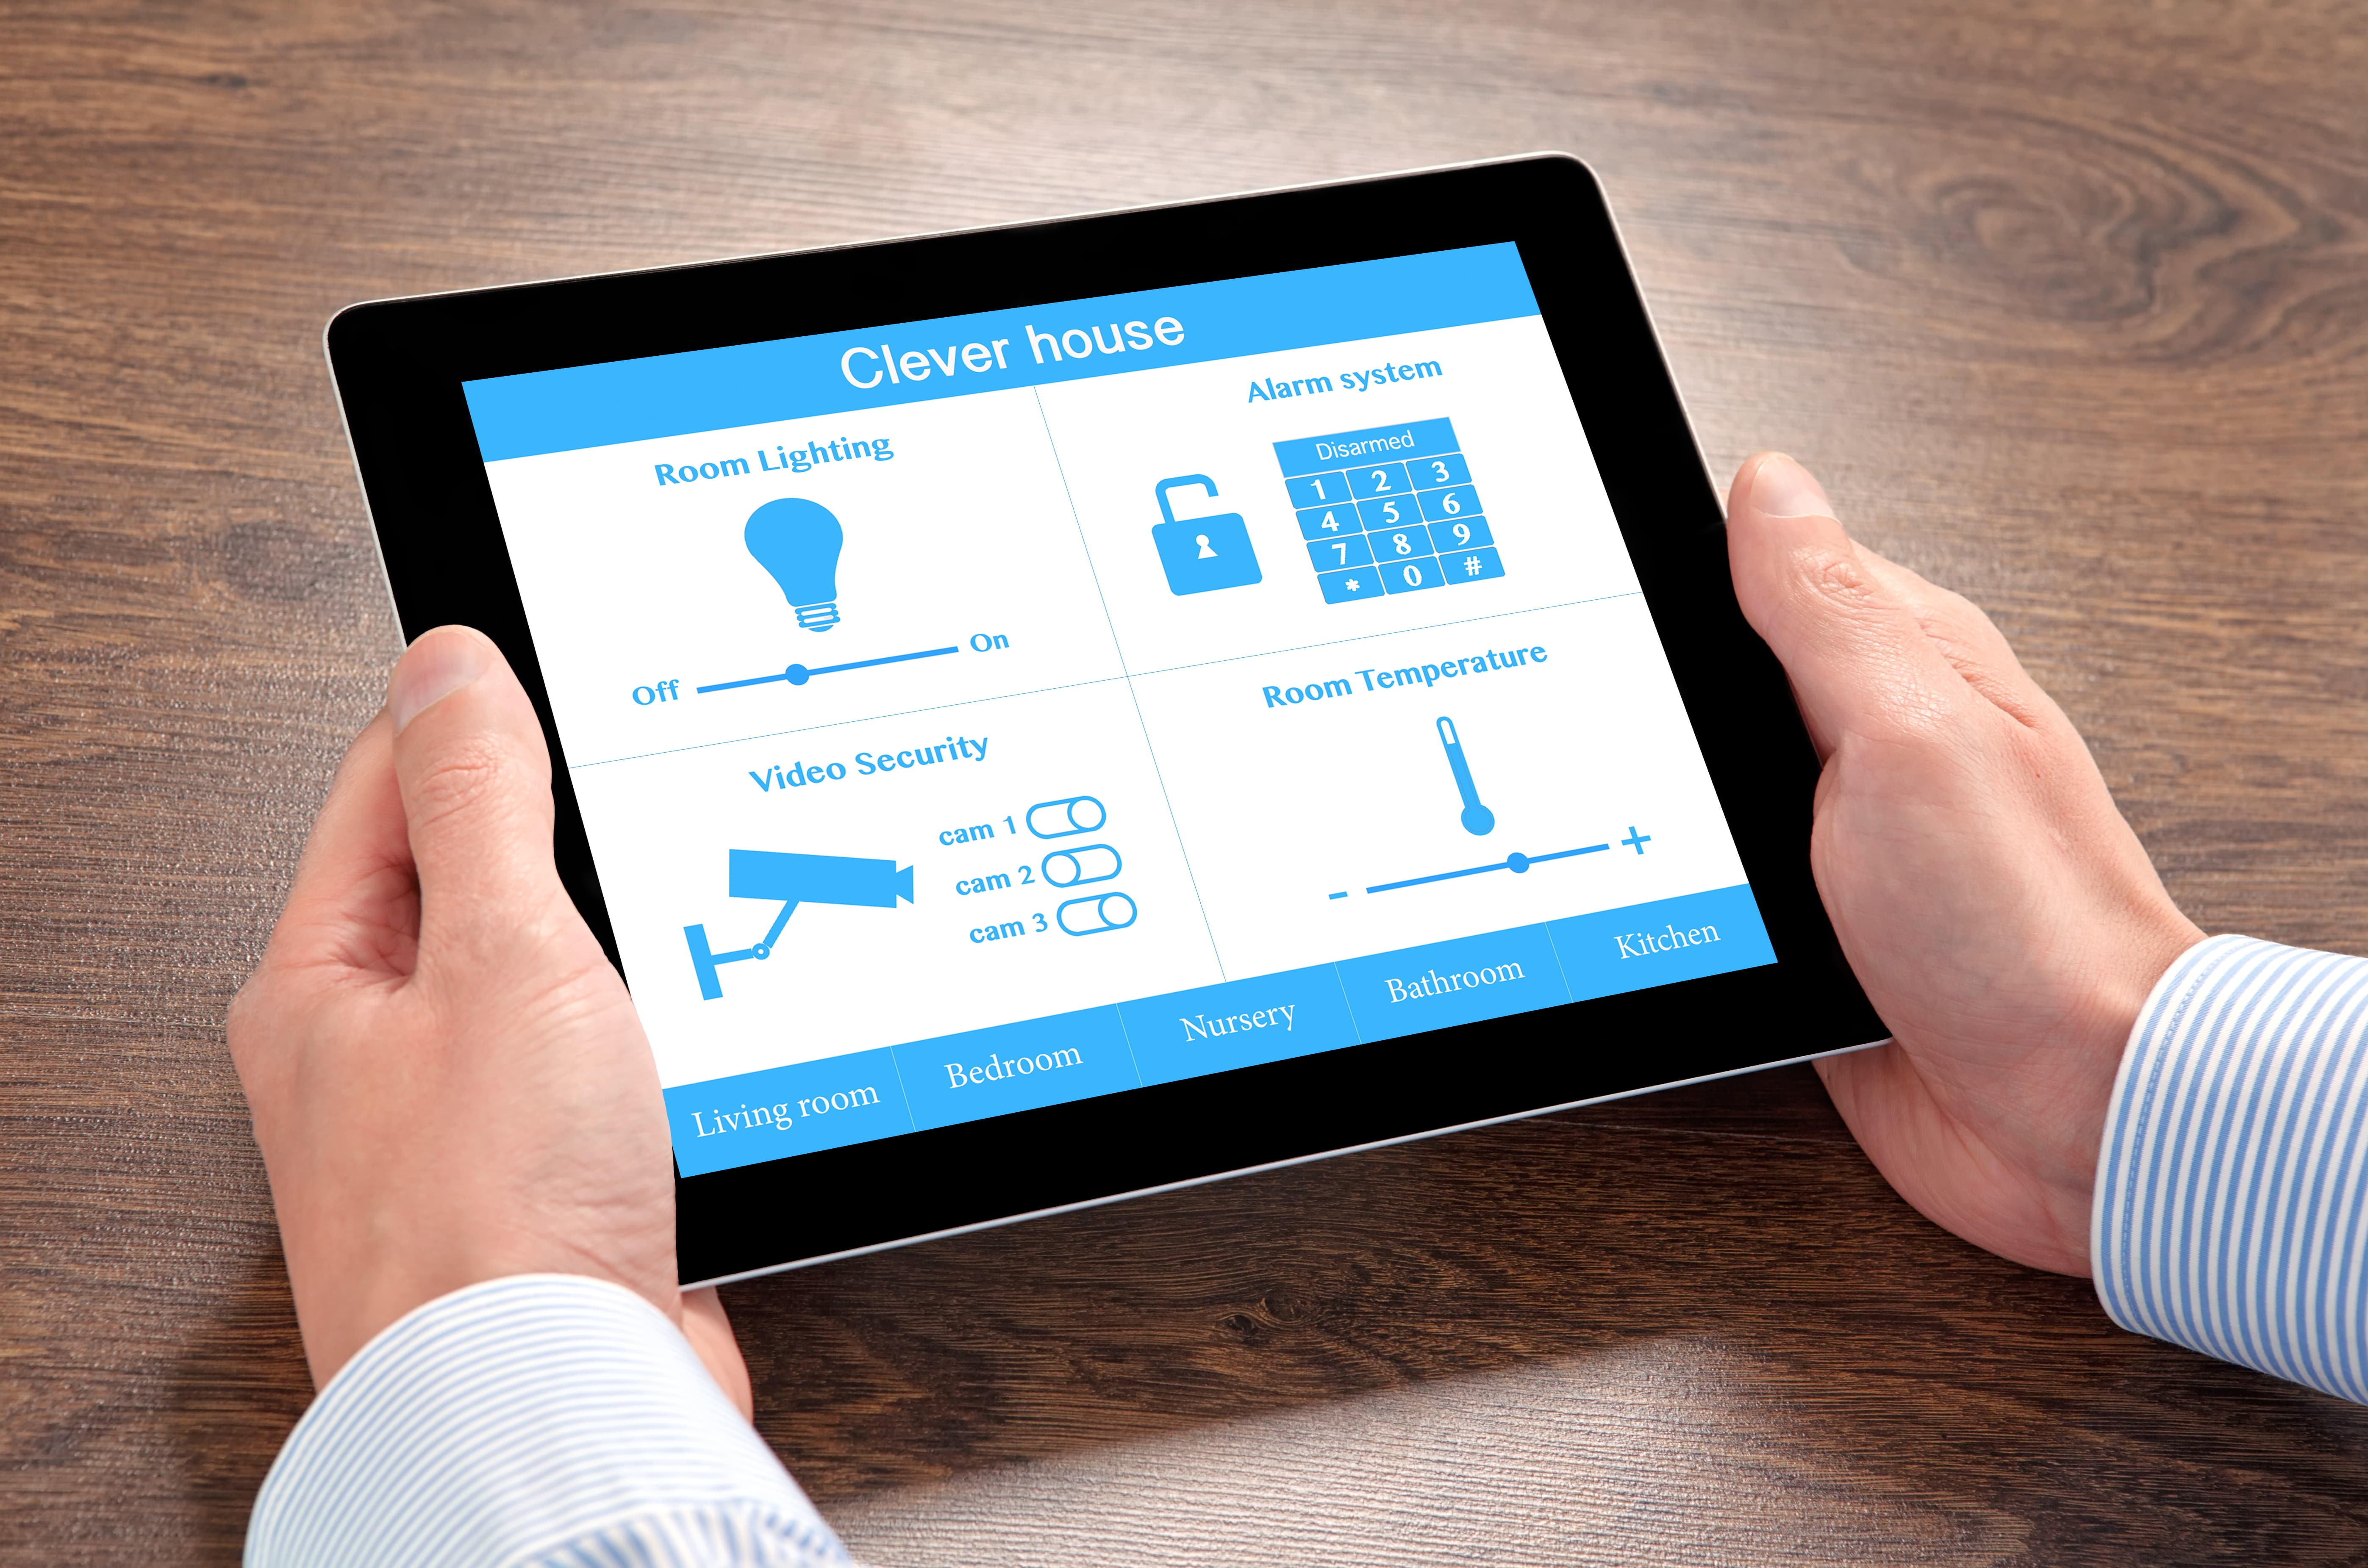 Clever house
Room Lighting
Off
On
Alarm system
Disarmed
1 2 3
4 5 6
7 8 9
* 0 #
Video Security
cam 1
cam 2
cam 3
Room Temperature
- +
Living room
Bedroom
Nursery
Bathroom
Kitchen